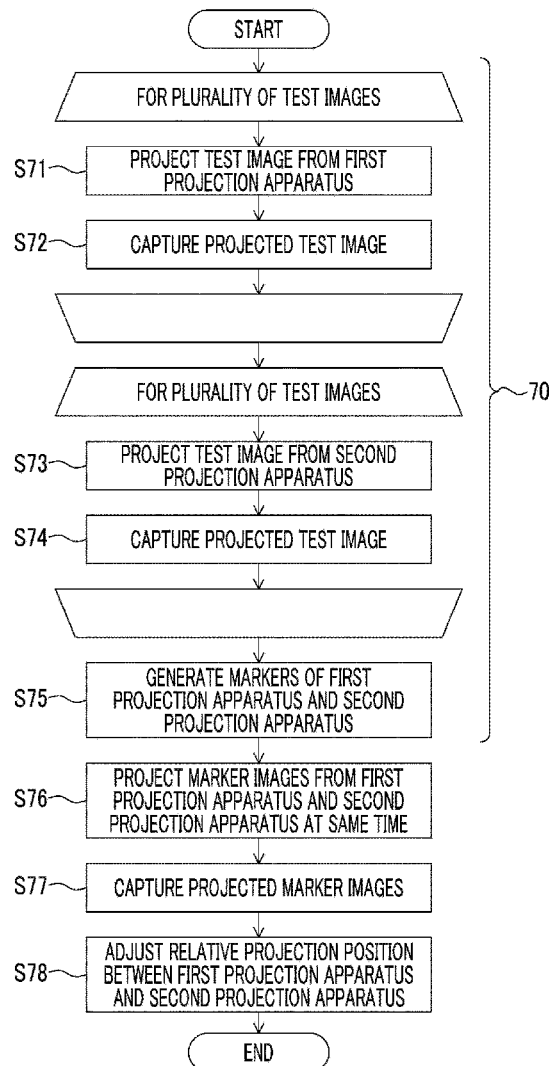 START
FOR PLURALITY OF TEST IMAGES
S71
PROJECT TEST IMAGE FROM FIRST
PROJECTION APPARATUS
S72
CAPTURE PROJECTED TEST IMAGE
FOR PLURALITY OF TEST IMAGES
70
S73
PROJECT TEST IMAGE FROM SECOND
PROJECTION APPARATUS
S74
CAPTURE PROJECTED TEST IMAGE
S75
GENERATE MARKERS OF FIRST
PROJECTION APPARATUS AND SECOND
PROJECTION APPARATUS
S76
PROJECT MARKER IMAGES FROM FIRST
PROJECTION APPARATUS AND SECOND
PROJECTION APPARATUS AT SAME TIME
S77
CAPTURE PROJECTED MARKER IMAGES
S78
ADJUST RELATIVE PROJECTION POSITION
BETWEEN FIRST PROJECTION APPARATUS
AND SECOND PROJECTION APPARATUS
END